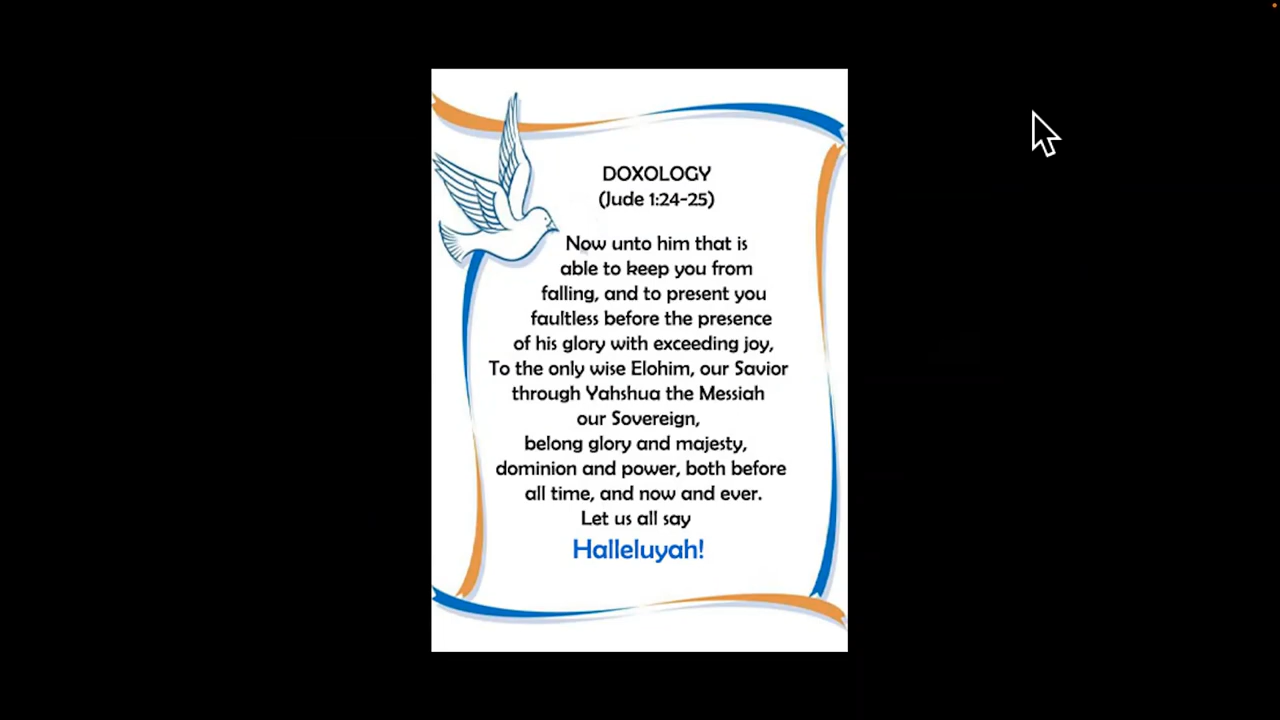 DOXOLOGY
(Jude 1:24-25)
Now unto him that is
able to keep you from
falling, and to present you
faultless before the presence
of his glory with exceeding joy,
To the only wise Elohim, our Savior
through Yahshua the Messiah
our Sovereign,
belong glory and majesty,
dominion and power, both before
all time, and now and ever.
Let us all say
Halleluyah!